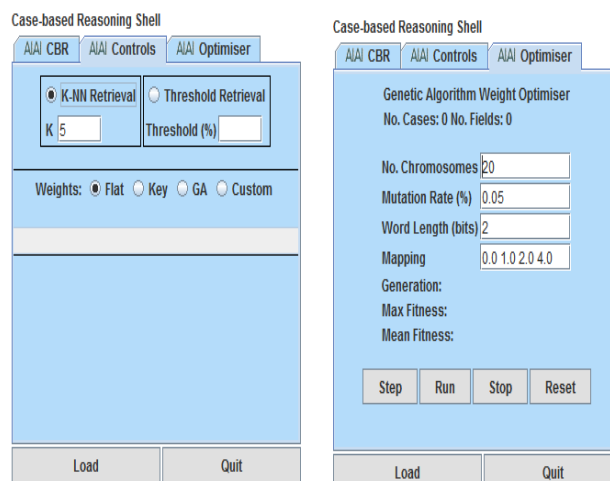 Case-based Reasoning Shell
AIAI CBR AIAI Controls AIAI Optimiser
K-NN Retrieval Threshold Retrieval
K 5 Threshold (%)
Weights: Flat Key GA Custom
Load Quit
Case-based Reasoning Shell
AIAI CBR AIAI Controls AIAI Optimiser
Genetic Algorithm Weight Optimiser
No. Cases: 0 No. Fields: 0
No. Chromosomes 20
Mutation Rate (%) 0.05
Word Length (bits) 2
Mapping 0.0 1.0 2.0 4.0
Generation:
Max Fitness:
Mean Fitness:
Step Run Stop Reset
Load Quit